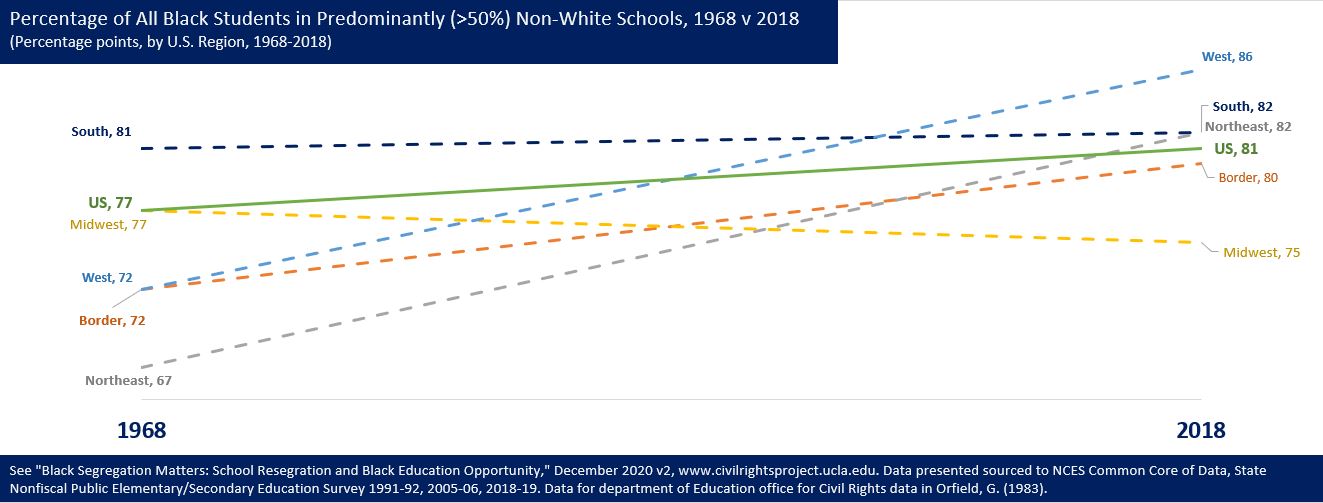 Percentage of All Black Students in Predominantly (>50%) Non-White Schools, 1968 v 2018
(Percentage points, by U.S. Region, 1968-2018)
West, 86
South, 82
South, 81
Northeast, 82
US, 81
Border, 80
US, 77
Midwest, 77
Midwest, 75
West, 72
Border, 72
Northeast, 67
1968
2018
See "Black Segregation Matters: School Resegration and Black Education Opportunity," December 2020 v2, www.civilrightsproject.ucla.edu. Data presented sourced to NCES Common Core of Data, State
Nonfiscal Public Elementary/Secondary Education Survey 1991-92, 2005-06, 2018-19. Data for department of Education office for Civil Rights data in Orfield, G. (1983).